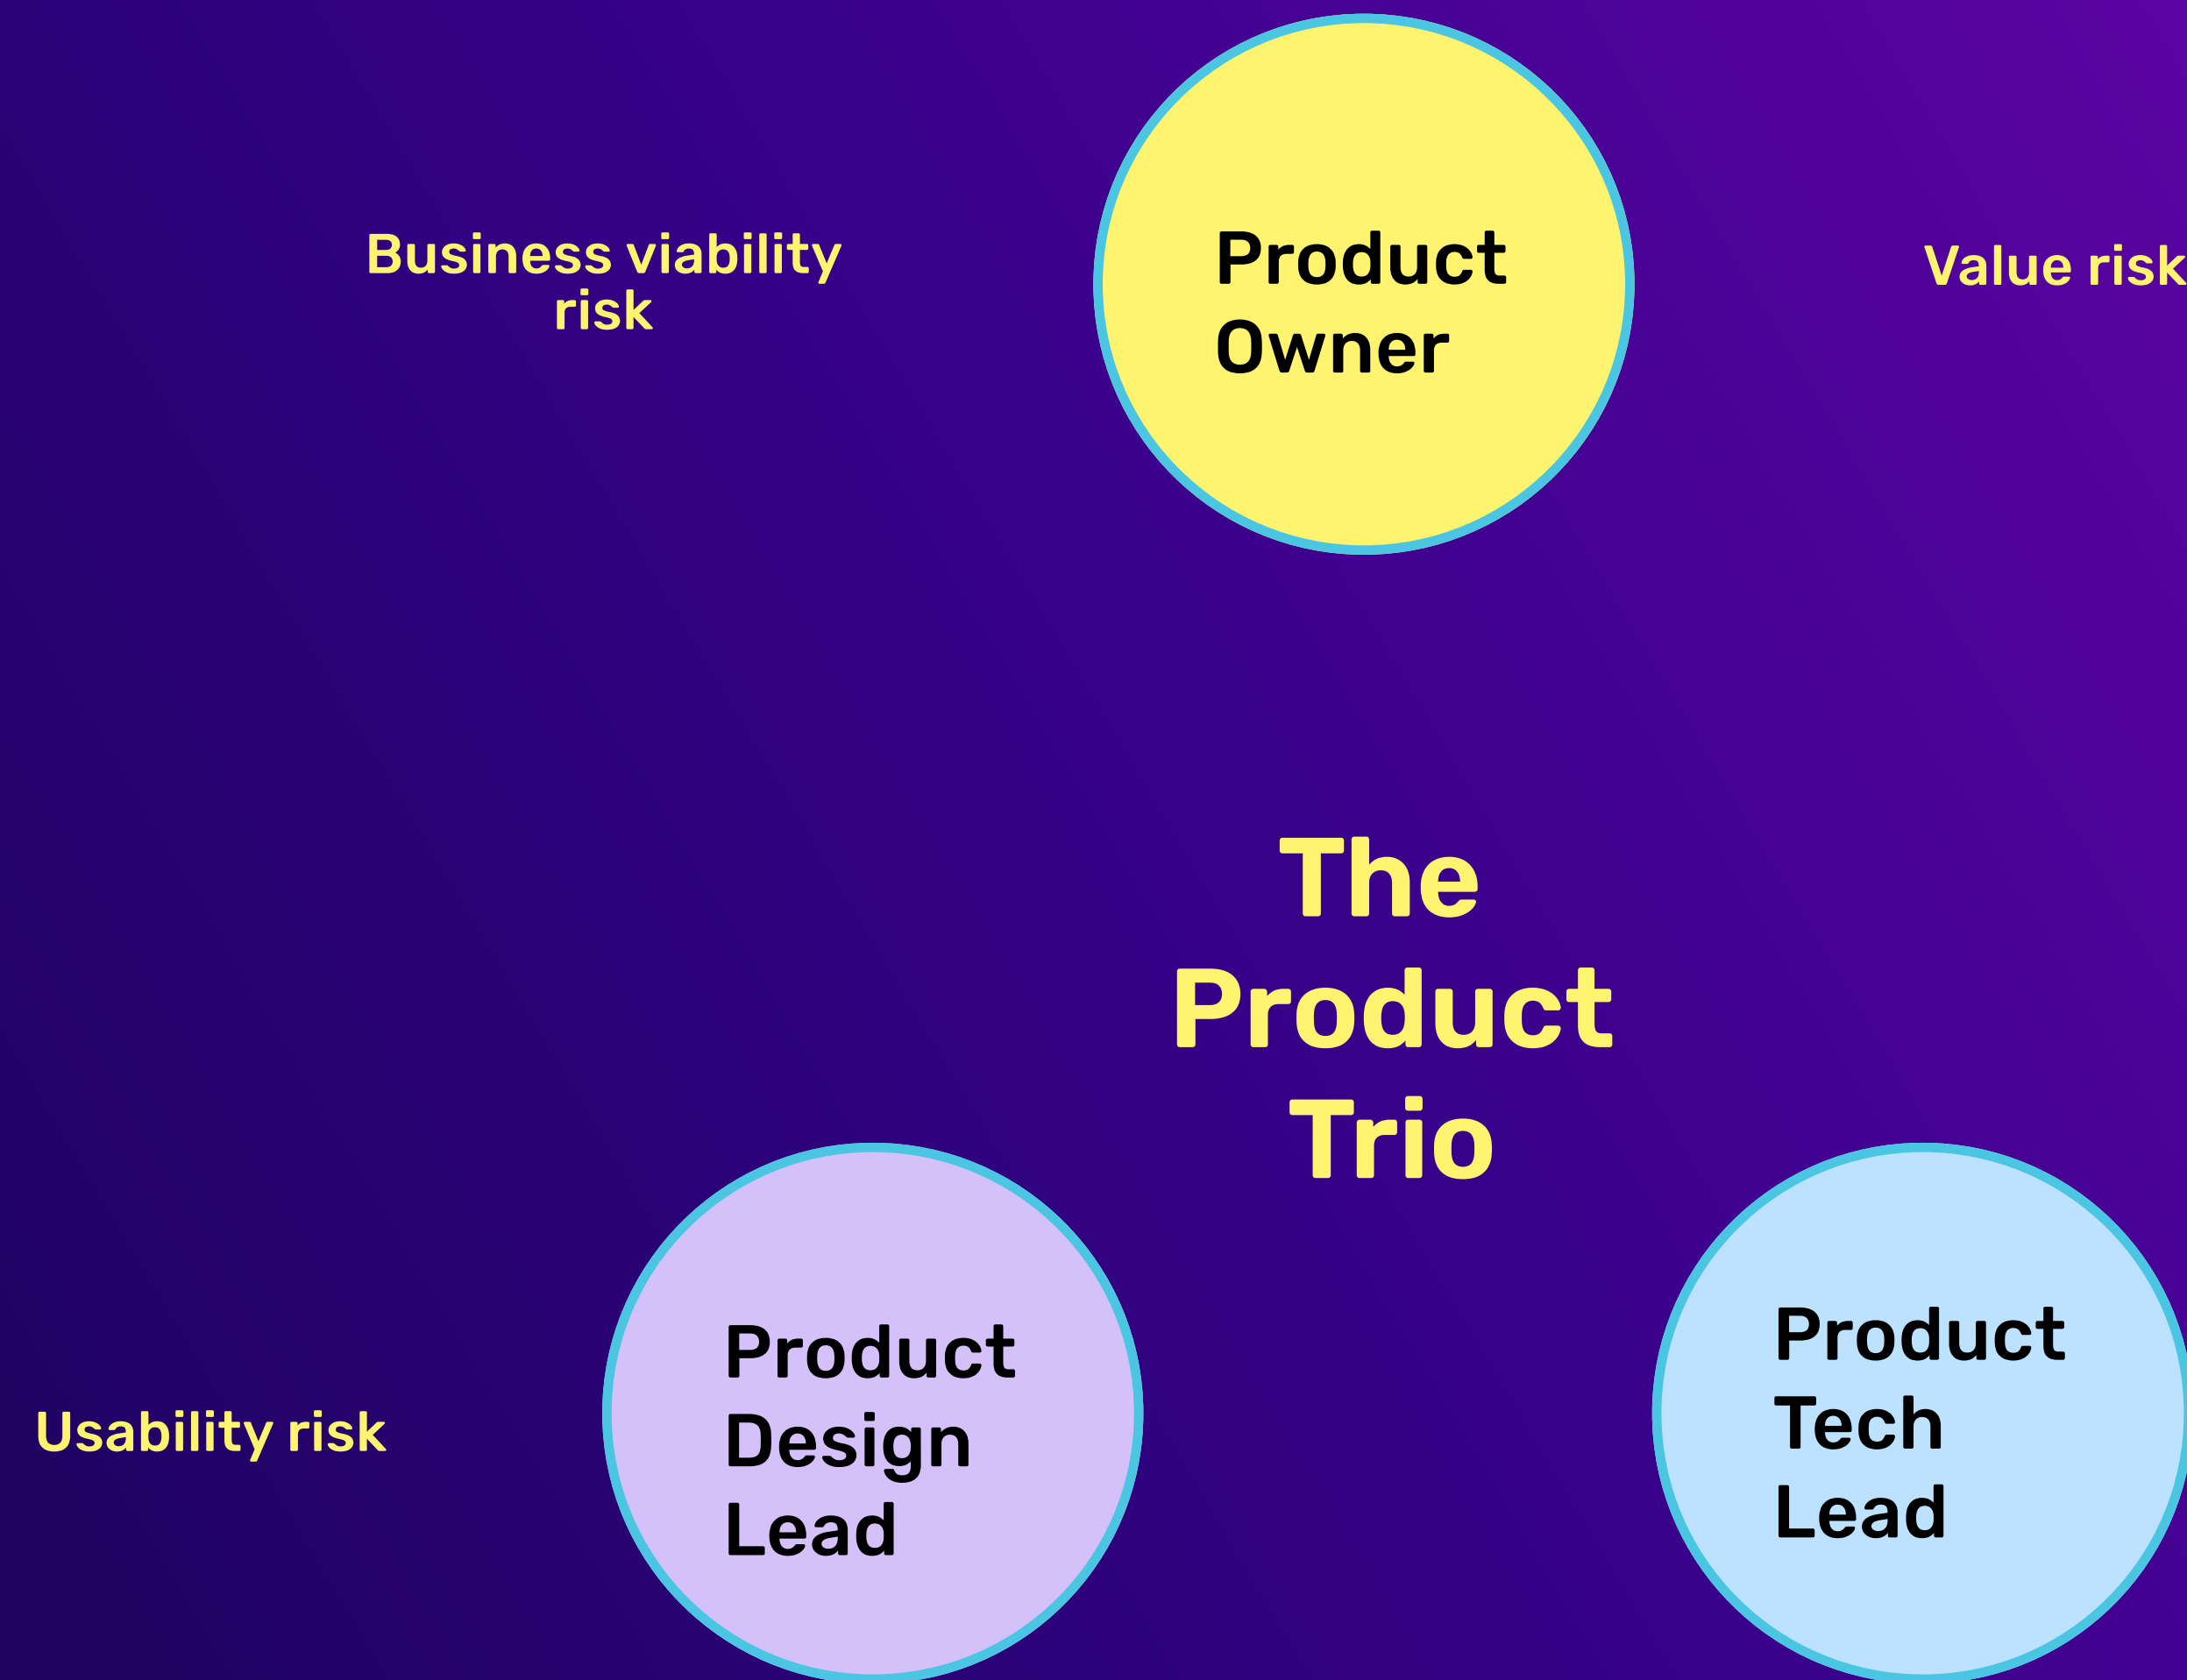 Business viability
risk
Product
Owner
Value risk
The
Product
Trio
Usability risk
Product
Design
Lead
Product
Tech
Lead